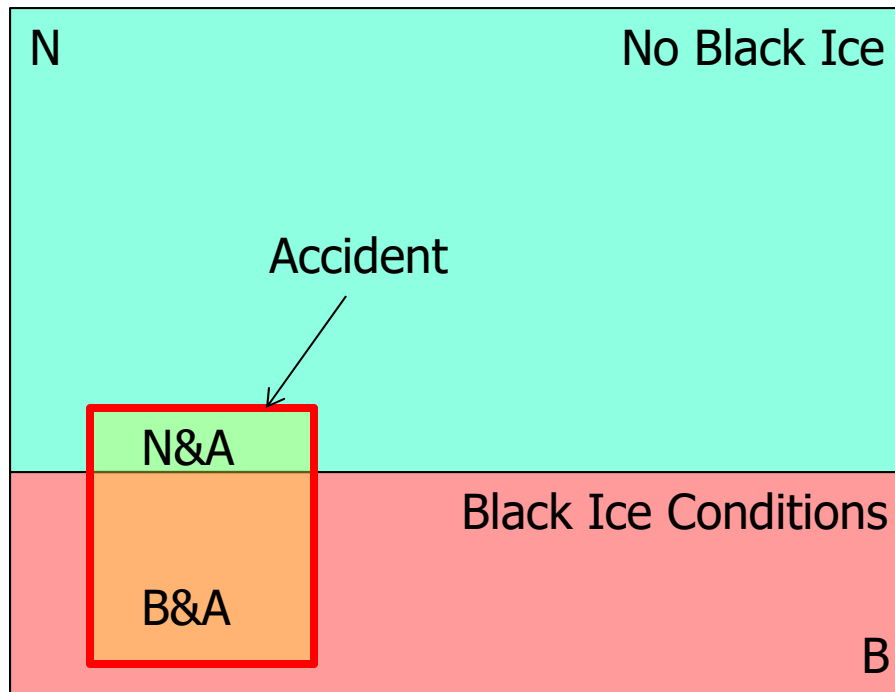 N
No Black Ice
Accident
N&A
Black Ice Conditions
B&A
B